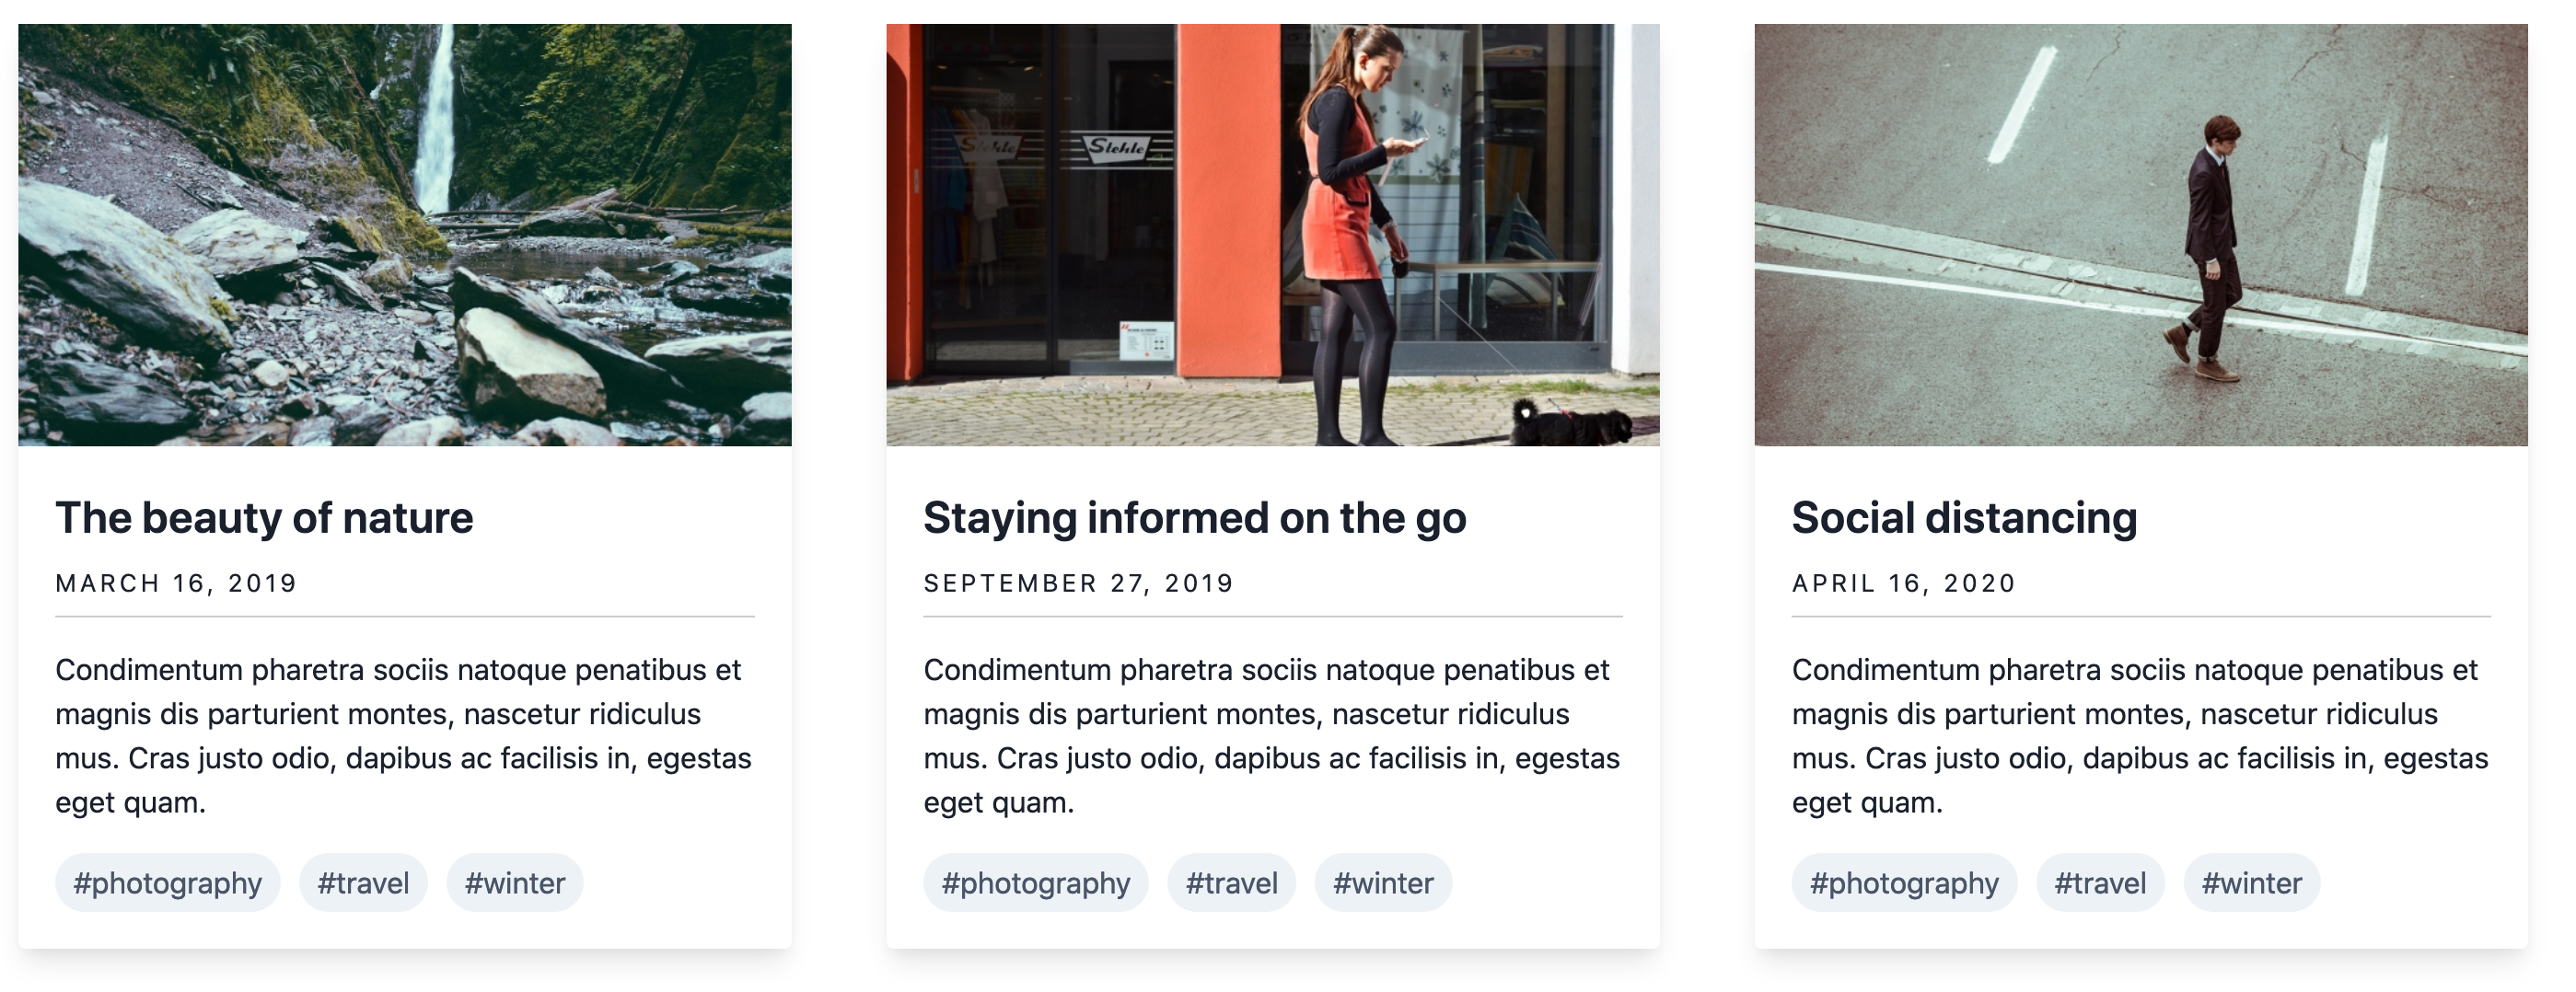 Stehle
Stehle
The beauty of nature
MARCH 16, 2019
Condimentum pharetra sociis natoque penatibus et
magnis dis parturient montes, nascetur ridiculus
mus. Cras justo odio, dapibus ac facilisis in, egestas
eget quam.
#photography #travel #winter
Staying informed on the go
SEPTEMBER 27, 2019
Condimentum pharetra sociis natoque penatibus et
magnis dis parturient montes, nascetur ridiculus
mus. Cras justo odio, dapibus ac facilisis in, egestas
eget quam.
#photography #travel #winter
Social distancing
APRIL 16, 2020
Condimentum pharetra sociis natoque penatibus et
magnis dis parturient montes, nascetur ridiculus
mus. Cras justo odio, dapibus ac facilisis in, egestas
eget quam.
#photography #travel #winter